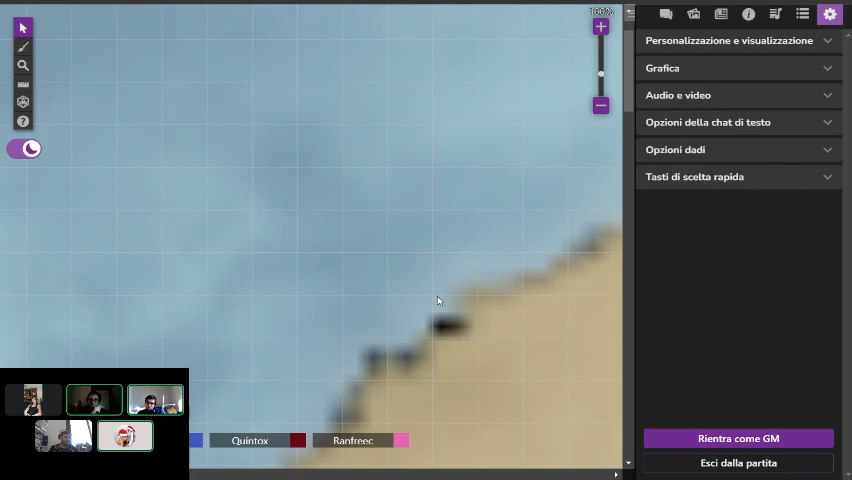 100%
Personalizzazione e visualizzazione
Grafica
Audio e video
Opzioni della chat di testo
Opzioni dadi
Tasti di scelta rapida
Quintox
Ranfreec
Rientra come GM
Esci dalla partita